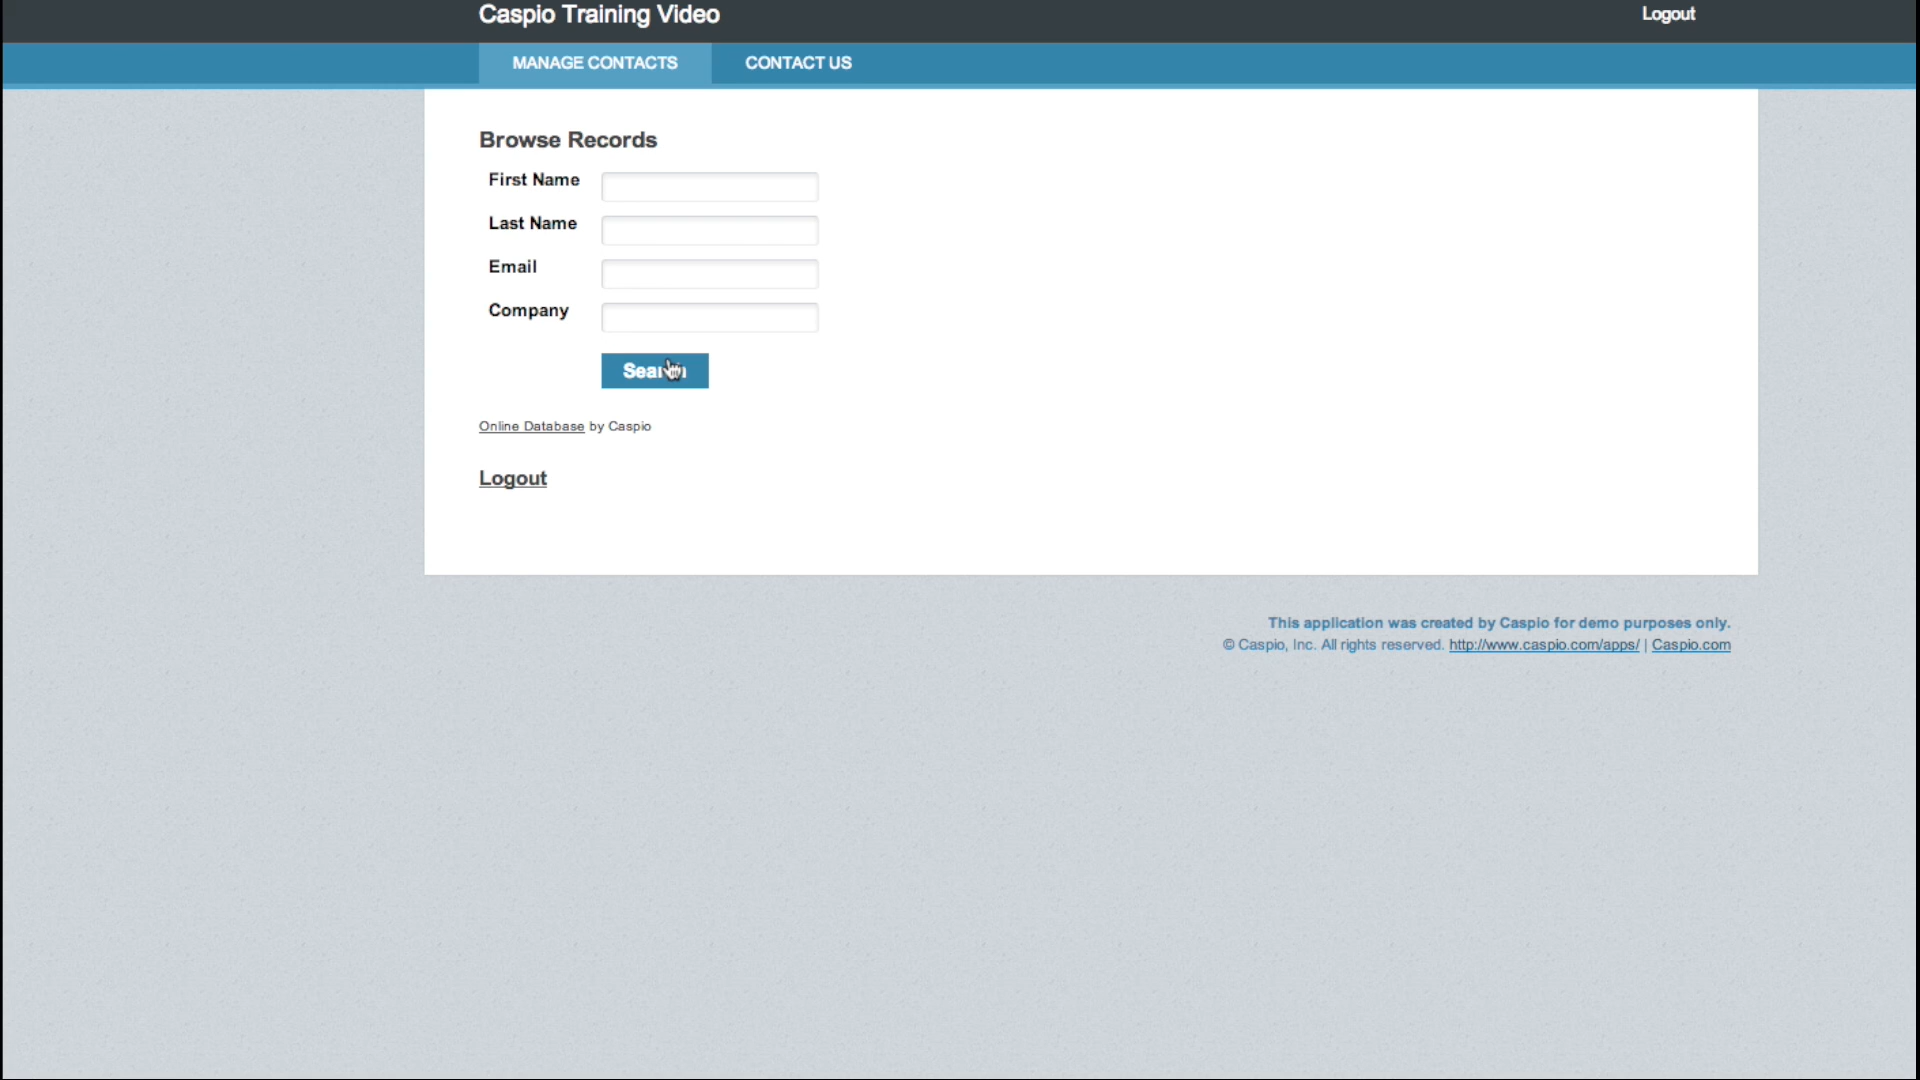 Caspio Training Video
Logout
MANAGE CONTACTS
CONTACT US
Browse Records
First Name
Last Name
Email
Company
Search
Online Database by Caspio
Logout
This application was created by Caspio for demo purposes only.
© Caspio, Inc. All rights reserved. http://www.caspio.com/apps/ | Caspio.com